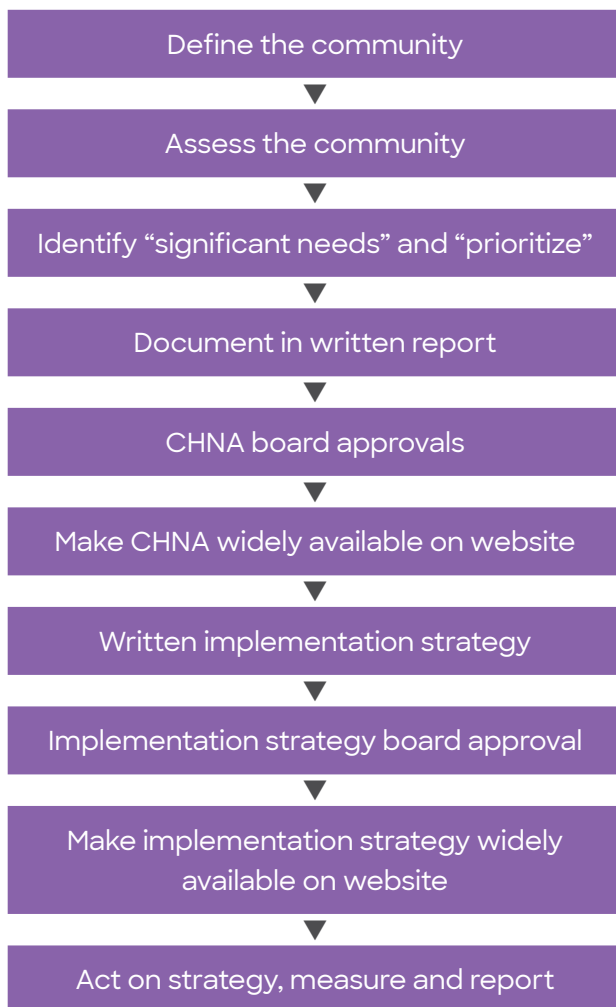 Define the community
Assess the community
Identify “significant needs” and “prioritize”
Document in written report
CHNA board approvals
Make CHNA widely available on website
Written implementation strategy
Implementation strategy board approval
Make implementation strategy widely
available on website
Act on strategy, measure and report